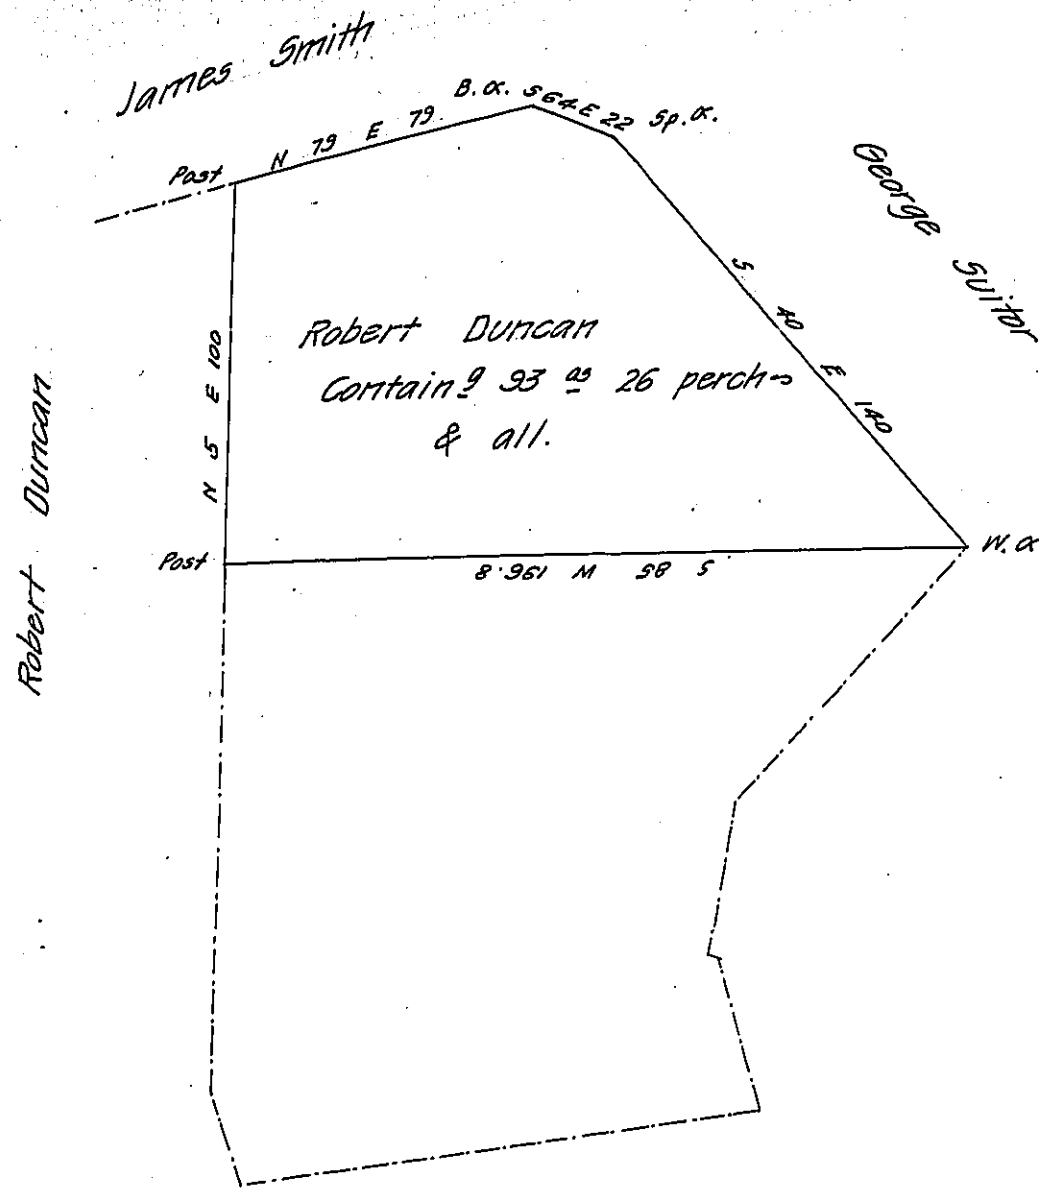 James Smith
B.α. S 64 E 22 Sp.α.
Post N 79 E 79
George Suitor
S 40 E 140
Robert Duncan
Contain.g 93 as 26 perchs
& all.
N 5 E 100
Robert Duncan
Post
W.α
S 85 W 196.8